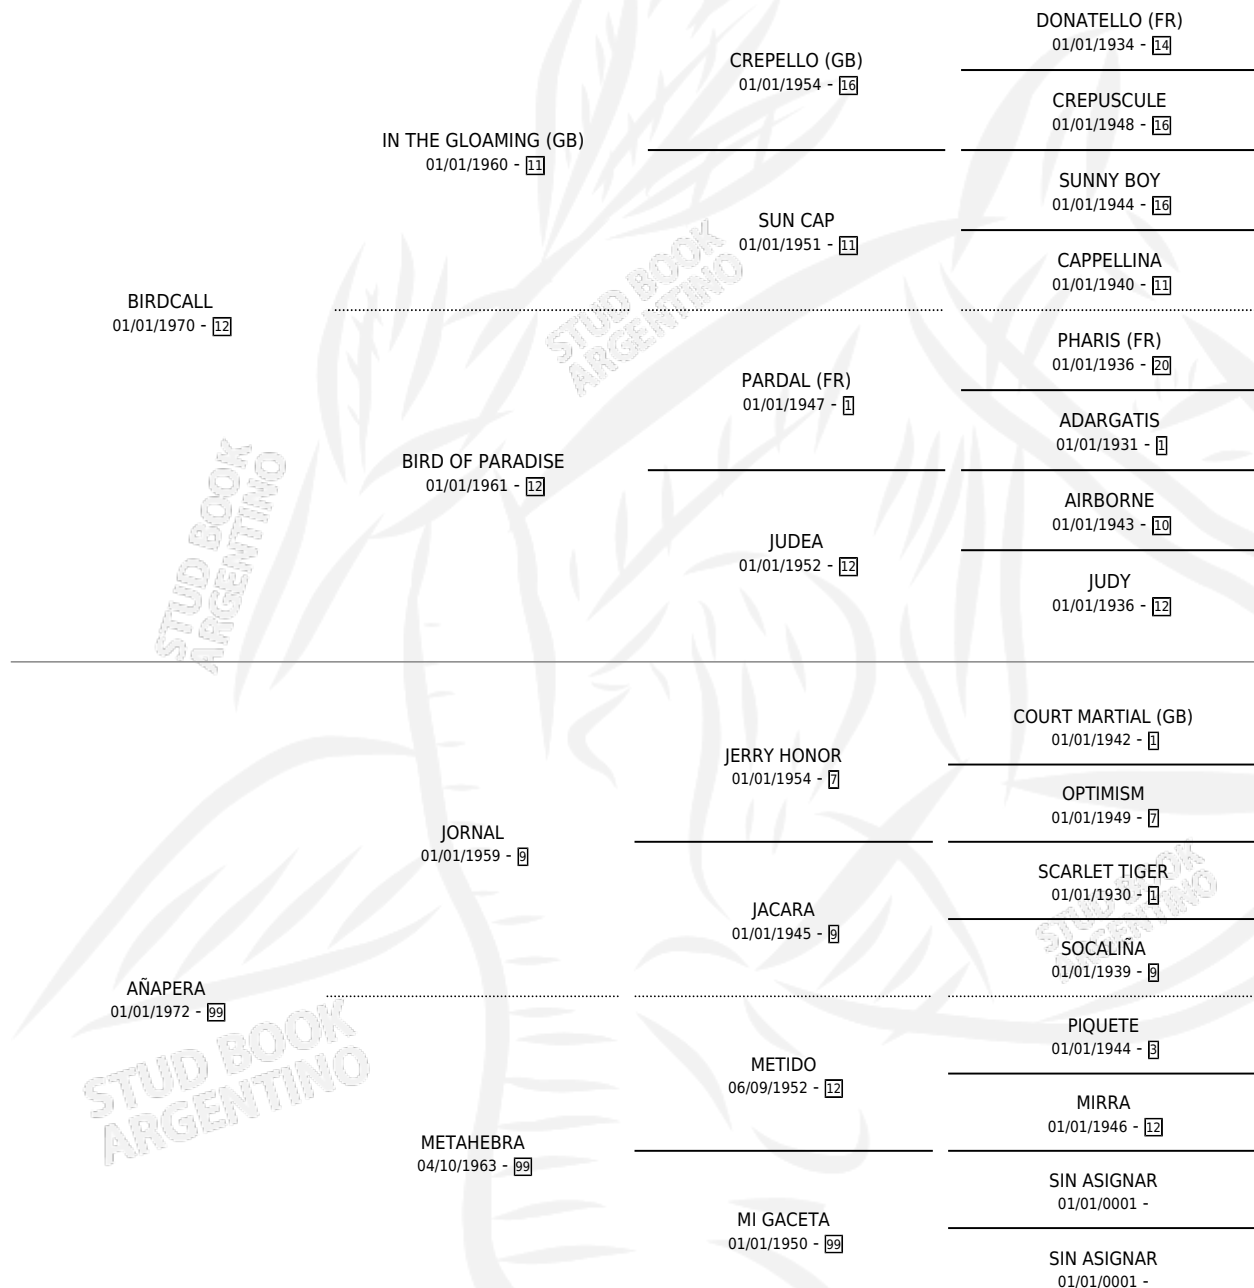 DONATELLO (FR)
01/01/1934 - 14
CREPELLO (GB)
01/01/1954 - 16
CREPUSCULE
01/01/1948 - 16
IN THE GLOAMING (GB)
01/01/1960 - 11
SUNNY BOY
01/01/1944 - 16
SUN CAP
01/01/1951 - 11
CAPPELLINA
01/01/1940 - 11
BIRDCALL
01/01/1970 - 12
PHARIS (FR)
01/01/1936 - 20
PARDAL (FR)
01/01/1947 - 1
ADARGATIS
01/01/1931 - 1
BIRD OF PARADISE
01/01/1961 - 12
AIRBORNE
01/01/1943 - 10
JUDEA
01/01/1952 - 12
JUDY
01/01/1936 - 12
STUD BOOK
ARGENTINO
STUD BOOK
ARGENTINO
COURT MARTIAL (GB)
01/01/1942 - 1
JERRY HONOR
01/01/1954 - 7
OPTIMISM
01/01/1949 - 7
JORNAL
01/01/1959 - 9
SCARLET TIGER
01/01/1930 - 1
JACARA
01/01/1945 - 9
SOCALIÑA
01/01/1939 - 9
AÑAPERA
01/01/1972 - 99
PIQUETE
01/01/1944 - 3
METIDO
06/09/1952 - 12
MIRRA
01/01/1946 - 12
METAHEBRA
04/10/1963 - 99
SIN ASIGNAR
01/01/0001 -
MI GACETA
01/01/1950 - 99
SIN ASIGNAR
01/01/0001 -
STUD BOOK
ARGENTINO
STUD BOOK
ARGENTINO